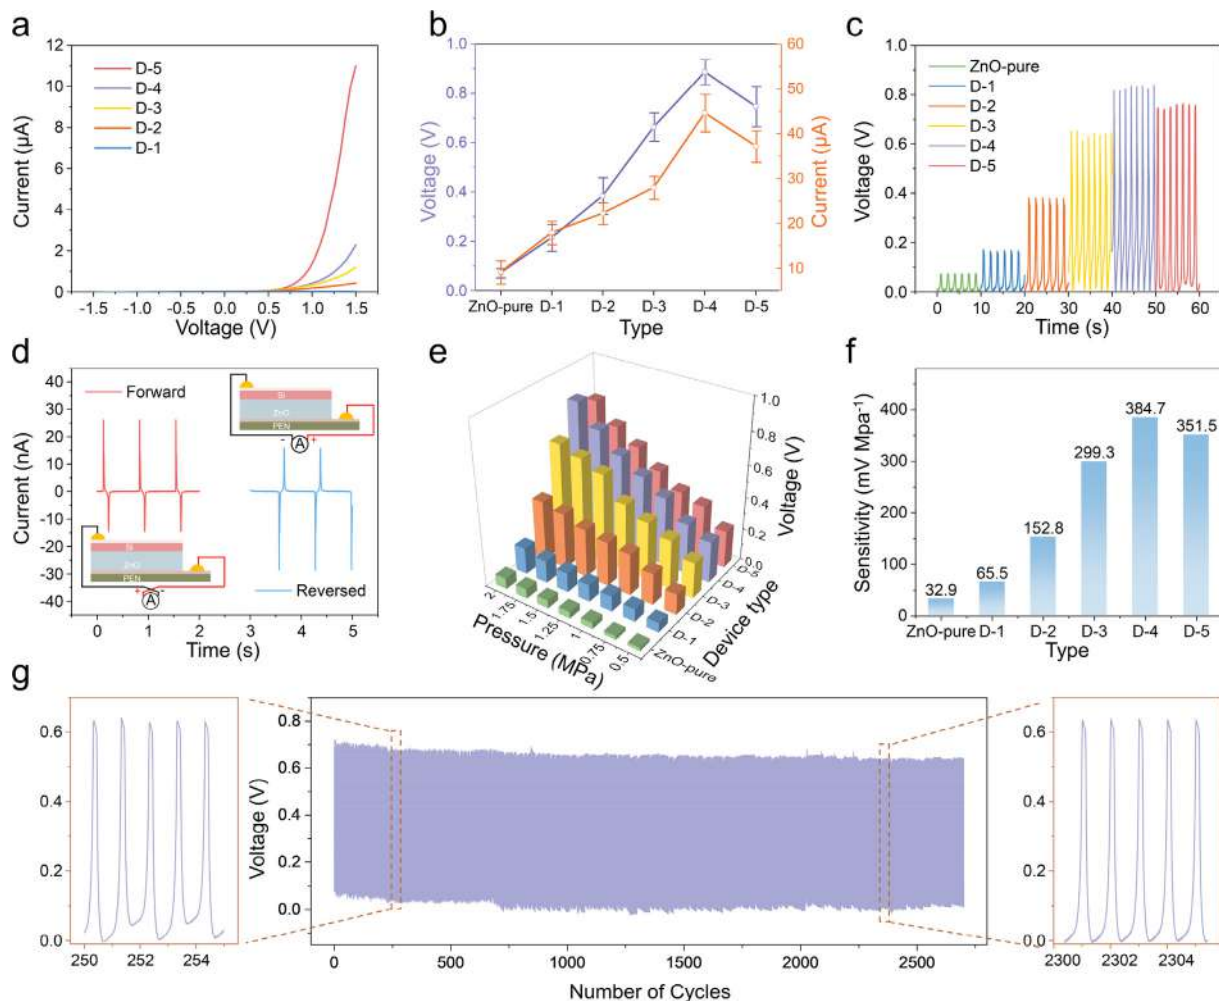 a
Current (μA)
12
10
8
6
4
2
0
D-5
D-4
D-3
D-2
D-1
-1.5 -1.0 -0.5 0.0 0.5 1.0 1.5
Voltage (V)
b
Voltage (V)
1.0
0.8
0.6
0.4
0.2
0.0
60
50
40
30
20
10
Current (μA)
ZnO-pure D-1 D-2 D-3 D-4 D-5
Type
c
Voltage (V)
1.0
0.8
0.6
0.4
0.2
0.0
ZnO-pure
D-1
D-2
D-3
D-4
D-5
0 10 20 30 40 50 60
Time (s)
d
Current (nA)
40
30
20
10
0
-10
-20
-30
-40
Forward
Si
ZnO
PEN
- A +
Si
ZnO
PEN
+ A -
Reversed
0 1 2 3 4 5
Time (s)
e
1.0
0.8
0.6
0.4
0.2
0.0
Voltage (V)
D-5
D-4
D-3
D-2
D-1
ZnO-pure
Device type
2
1.75
1.5
1.25
1
0.75
0.5
Pressure (MPa)
f
Sensitivity (mV Mpa⁻¹)
400
300
200
100
0
32.9
65.5
152.8
299.3
384.7
351.5
ZnO-pure D-1 D-2 D-3 D-4 D-5
Type
g
0.6
0.4
0.2
0.0
250 252 254
Voltage (V)
0.8
0.6
0.4
0.2
0.0
0 500 1000 1500 2000 2500
Number of Cycles
0.6
0.4
0.2
0.0
2300 2302 2304